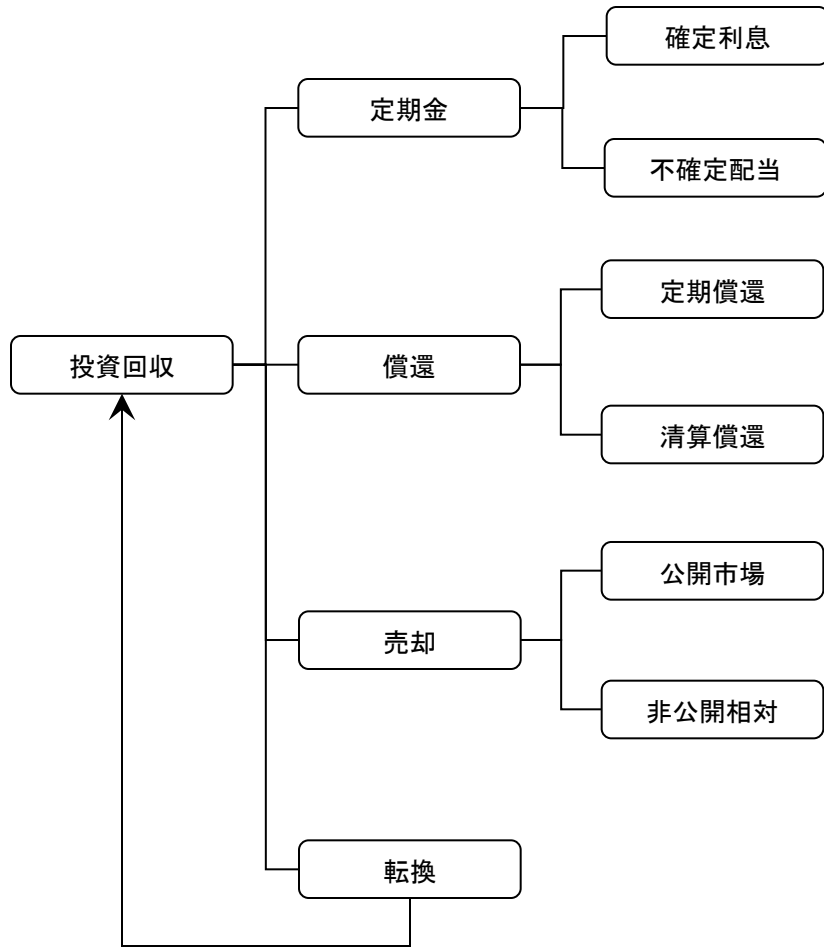 確定利息
定期金
不確定配当
定期償還
投資回収
償還
清算償還
公開市場
売却
非公開相対
転換